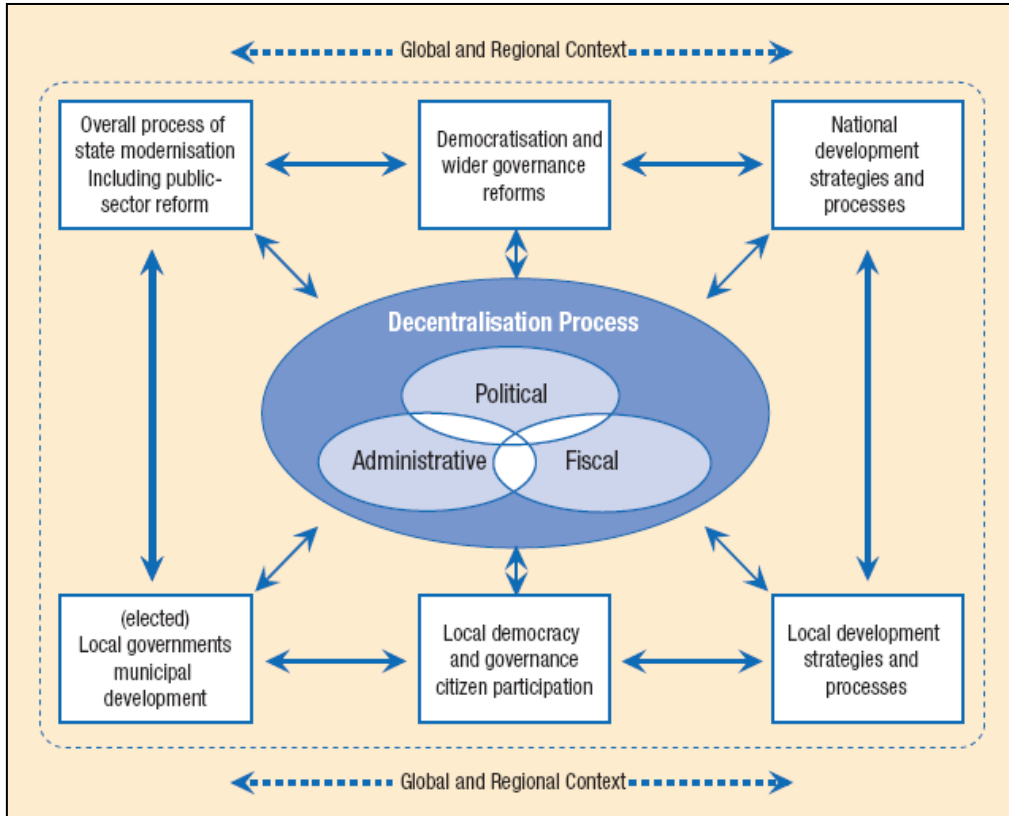 Global and Regional Context
Overall process of
state modernisation
Including public-
sector reform
Democratisation and
wider governance
reforms
National
development
strategies and
processes
Decentralisation Process
Political
Administrative
Fiscal
(elected)
Local governments
municipal
development
Local democracy
and governance
citizen participation
Local development
strategies and
processes
Global and Regional Context